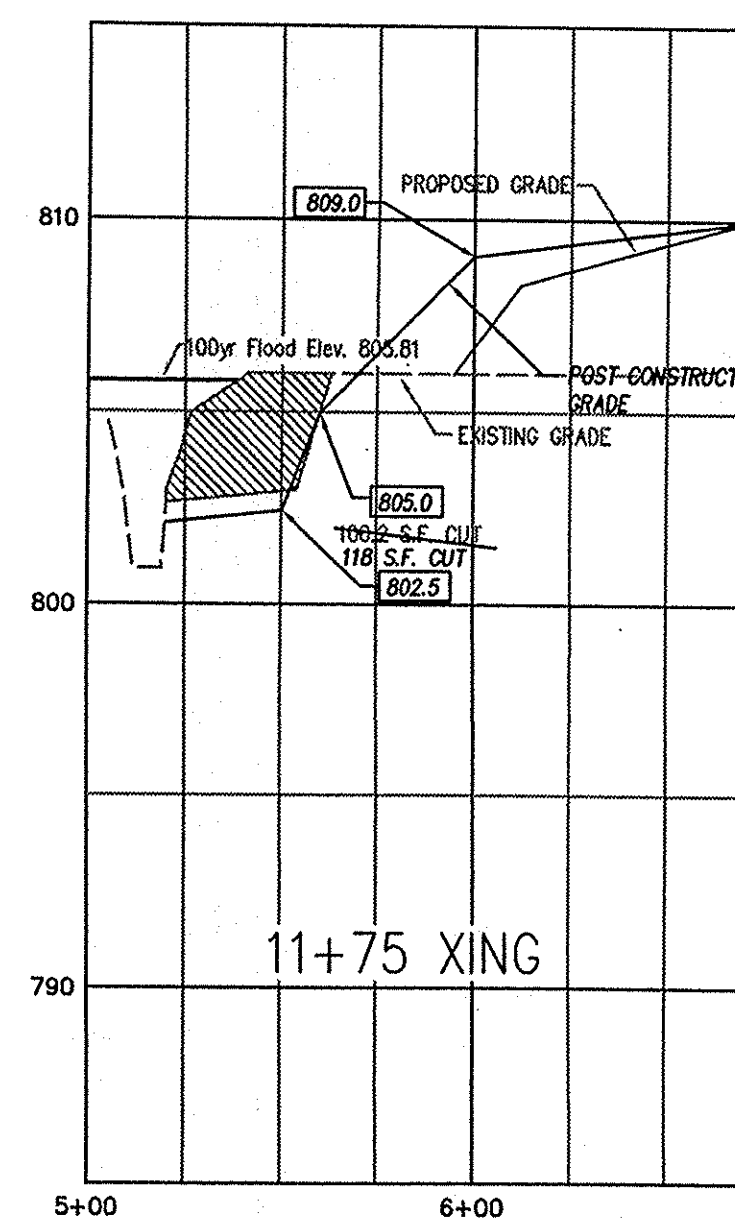 PROPOSED GRADE
809.0
810
100yr Flood Elev. 805.81
POST-CONSTRUCT
GRADE
EXISTING GRADE
805.0
100.2 S.F. CUT
118 S.F. CUT
802.5
800
11+75 XING
790
5+00
6+00